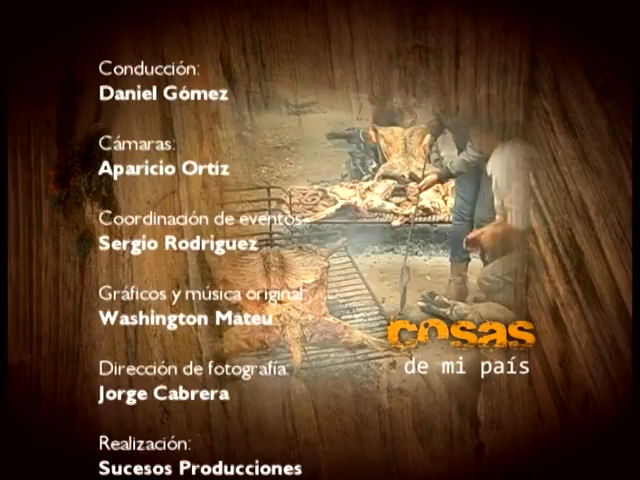 Conducción:
Daniel Gómez
Cámaras:
Aparicio Ortíz
Coordinación de eventos:
Sergio Rodriguez
Gráficos y música original:
Washington Mateu
Dirección de fotografía:
Jorge Cabrera
Realización:
Sucesos Producciones
cosas
de mi país